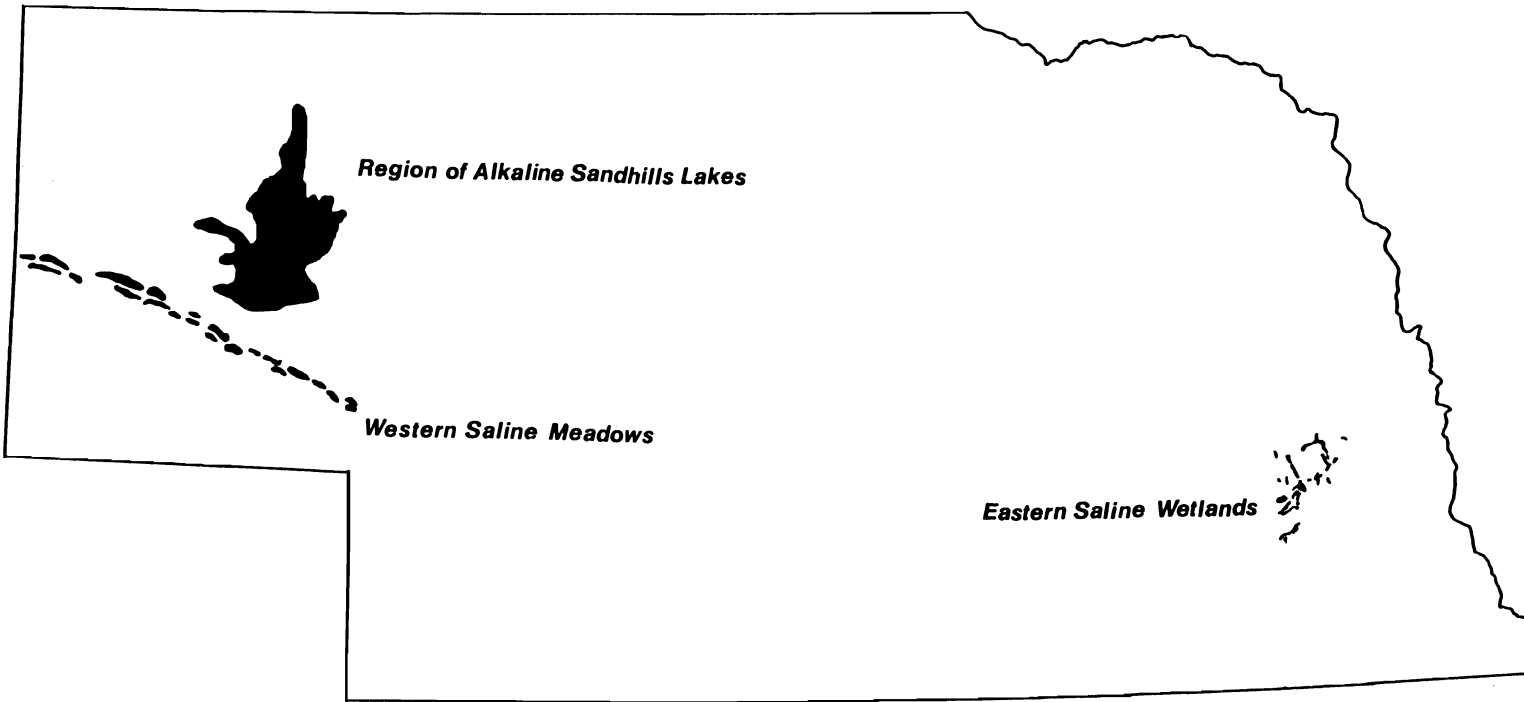 Region of Alkaline Sandhills Lakes
Western Saline Meadows
Eastern Saline Wetlands